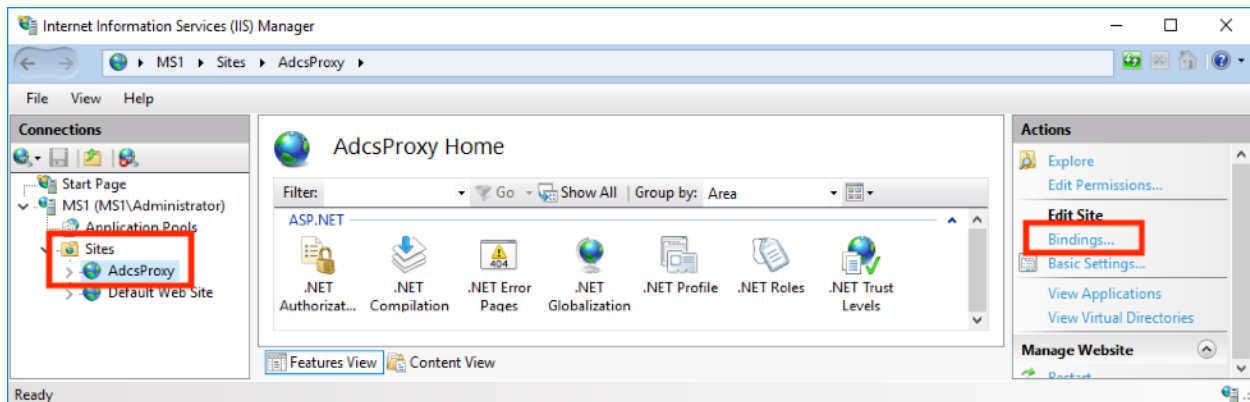 Internet Information Services (IIS) Manager
MS1 Sites AdcsProxy
File View Help
Connections
Start Page
MS1 (MS1\Administrator)
Application Pools
Sites
AdcsProxy
Default Web Site
AdcsProxy Home
Filter: Go Show All Group by: Area
ASP.NET
404
.NET Authorizat...
.NET Compilation
.NET Error Pages
.NET Globalization
.NET Profile
.NET Roles
.NET Trust Levels
Features View Content View
Actions
Explore
Edit Permissions...
Edit Site
Bindings...
Basic Settings...
View Applications
View Virtual Directories
Manage Website
Restart
Ready